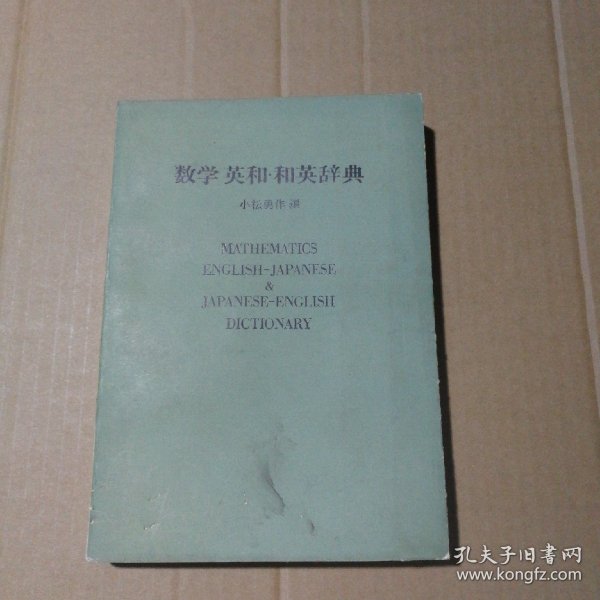 数学 英和·和英辞典
小松勇作 編
MATHEMATICS
ENGLISH-JAPANESE
&
JAPANESE-ENGLISH
DICTIONARY
孔夫子旧书网
www.kongfz.com